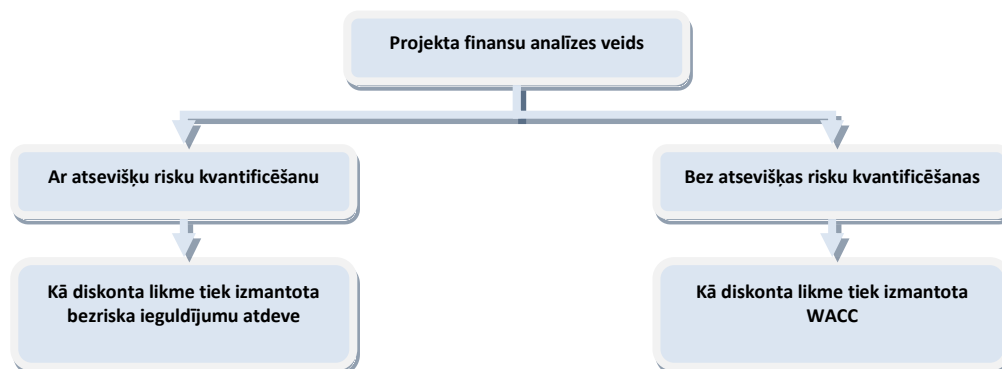 Projekta finansu analīzes veids
Ar atsevišķu risku kvantificēšanu
Bez atsevišķas risku kvantificēšanas
Kā diskonta likme tiek izmantota
bezriska ieguldījumu atdeve
Kā diskonta likme tiek izmantota
WACC